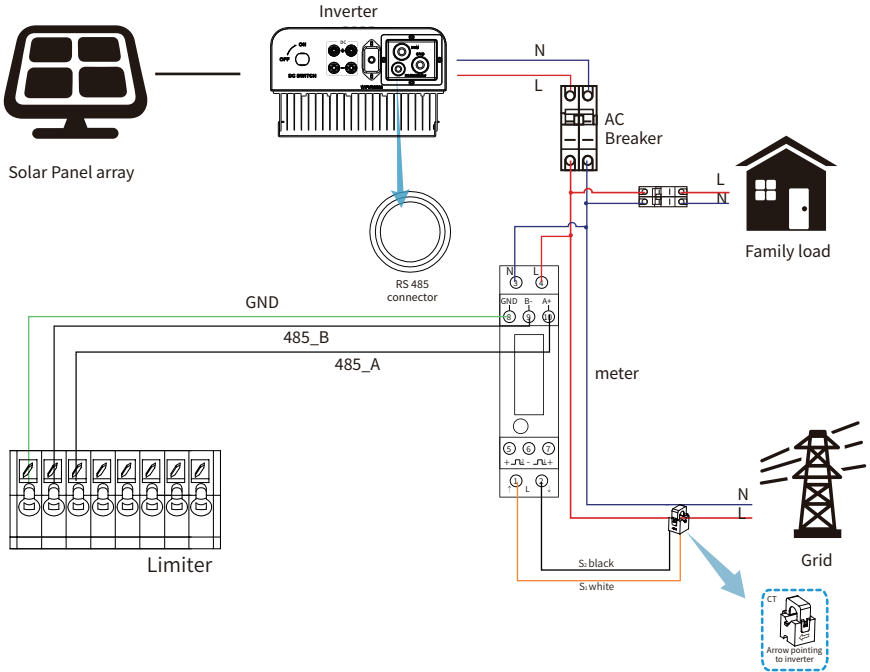 Inverter
ON
OFF
DC SWITCH
DC
N
L
AC
Breaker
Solar Panel array
L
N
Family load
RS 485
connector
N L
3 4
GND B- A+
8 9 10
GND
485_B
485_A
meter
5 6 7
+ - +
1 2
L
N
L
Limiter
S₂ black
S₁ white
Grid
CT
Arrow pointing
to inverter